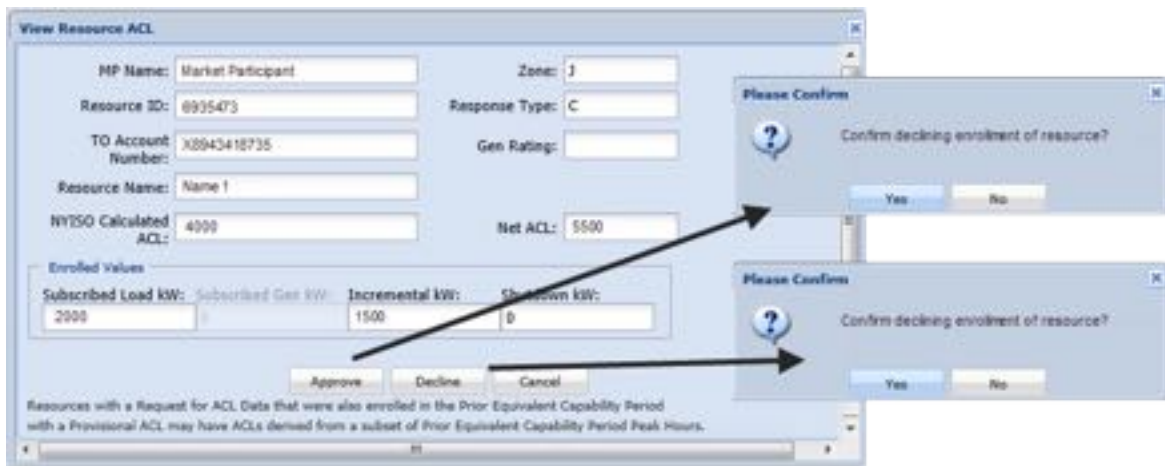 View Resource ACL
MP Name: Market Participant
Zone: J
Resource ID: 6935473
Response Type: C
TO Account Number: X8943418735
Gen Rating:
Resource Name: Name 1
NYISO Calculated ACL: 4000
Net ACL: 5500
Enrolled Values
Subscribed Load kW: Subscribed Gen kW: Incremental kW: Shutdown kW:
2000 1500 0
Approve Decline Cancel
Resources with a Request for ACL Data that were also enrolled in the Prior Equivalent Capability Period
with a Provisional ACL may have ACLs derived from a subset of Prior Equivalent Capability Period Peak Hours.
Please Confirm
Confirm declining enrollment of resource?
Yes No
Please Confirm
Confirm declining enrollment of resource?
Yes No